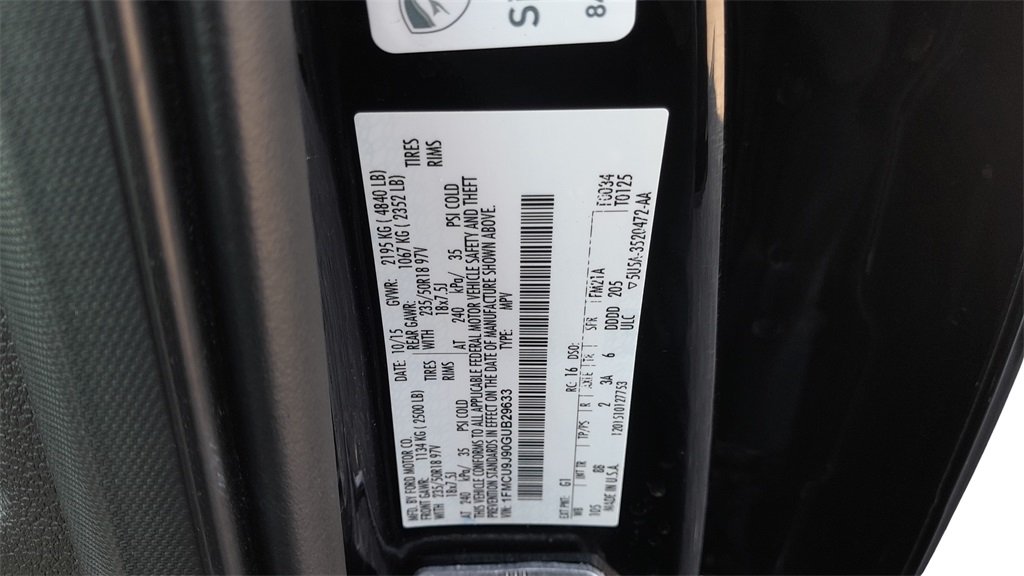 MFD. BY FORD MOTOR CO. DATE: 10/15 GVWR: 2195 KG ( 4840 LB)
FRONT GAWR: 1134 KG ( 2500 LB) REAR GAWR: 1067 KG ( 2352 LB)
WITH 235/50R18 97V TIRES WITH 235/50R18 97V TIRES
18x7.5J RIMS 18x7.5J RIMS
AT 240 kPa/ 35 PSI COLD AT 240 kPa/ 35 PSI COLD
THIS VEHICLE CONFORMS TO ALL APPLICABLE FEDERAL MOTOR VEHICLE SAFETY AND THEFT
PREVENTION STANDARDS IN EFFECT ON THE DATE OF MANUFACTURE SHOWN ABOVE.
VIN: 1FMCU9J90GUB29633 TYPE: MPV
EXT PNT: G1 RC: 16 DSO:
WB INT TR TP/PS R AXLE TR SPR FM21A F0034
105 BB 2 3A 6 DDDD 205 T0125
MADE IN U.S.A. 1201510127753 ULC ▽5USA-3520472-AA